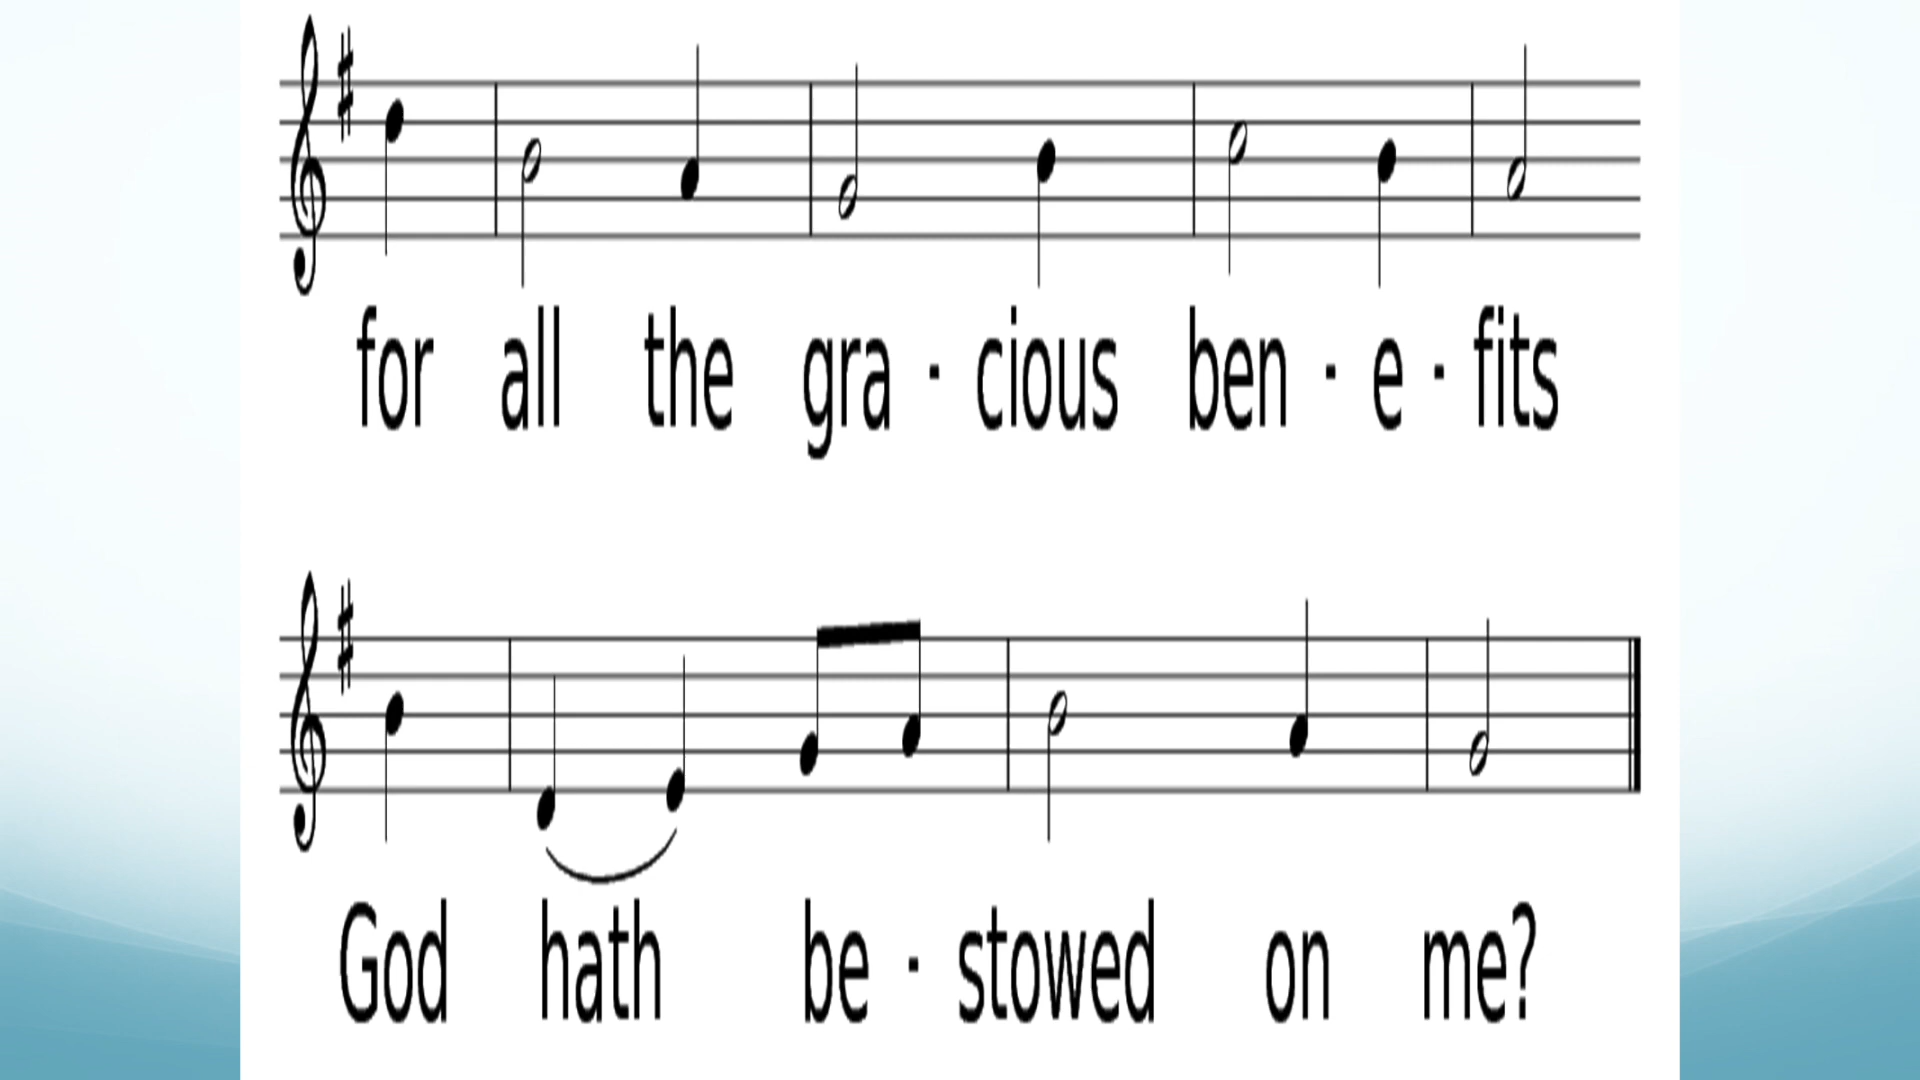 for all the gra - cious ben - e - fits
God hath be - stowed on me?